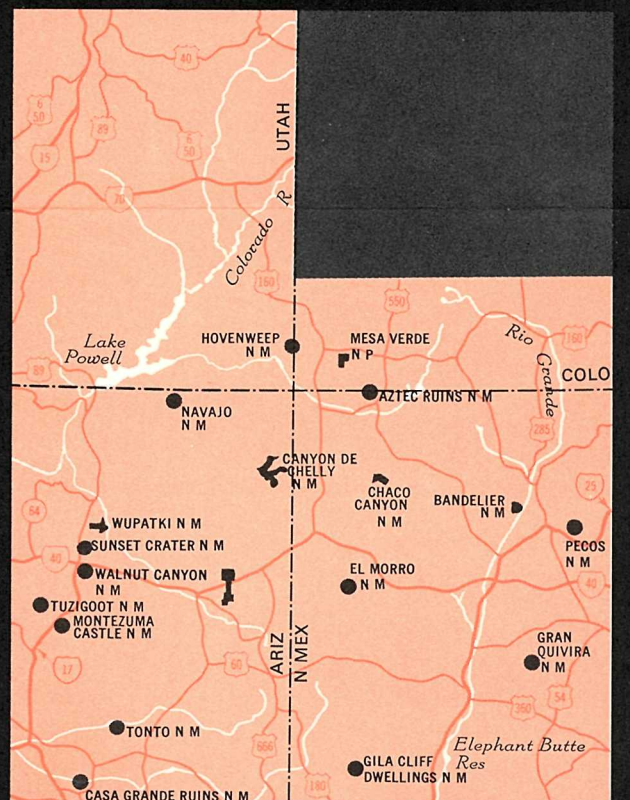 40
6
50
89
6
50
15
70
UTAH
Colorado R
160
550
HOVENWEEP
N M
MESA VERDE
N P
Rio Grande
160
Lake
Powell
89
COLO
AZTEC RUINS N M
NAVAJO
N M
285
CANYON DE
CHELLY
N M
CHACO
CANYON
N M
BANDELIER
N M
25
64
WUPATKI N M
PECOS
N M
SUNSET CRATER N M
40
WALNUT CANYON
N M
EL MORRO
N M
40
TUZIGOOT N M
MONTEZUMA
CASTLE N M
ARIZ
N MEX
GRAN
QUIVIRA
N M
17
60
54
380
TONTO N M
666
Elephant Butte
Res
GILA CLIFF
DWELLINGS N M
180
CASA GRANDE RUINS N M